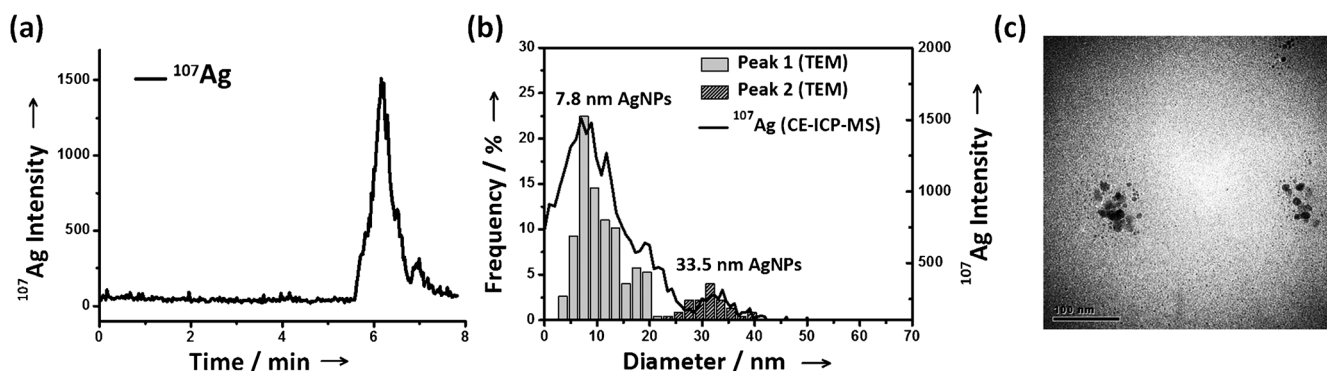 (a)
¹⁰⁷Ag
1500
1000
500
0
¹⁰⁷Ag Intensity →
0 2 4 6 8
Time / min →
(b)
30
25
20
15
10
5
0
Frequency / % →
Peak 1 (TEM)
Peak 2 (TEM)
¹⁰⁷Ag (CE-ICP-MS)
7.8 nm AgNPs
33.5 nm AgNPs
2000
1500
1000
500
¹⁰⁷Ag Intensity →
0 10 20 30 40 50 60 70
Diameter / nm →
(c)
100 nm